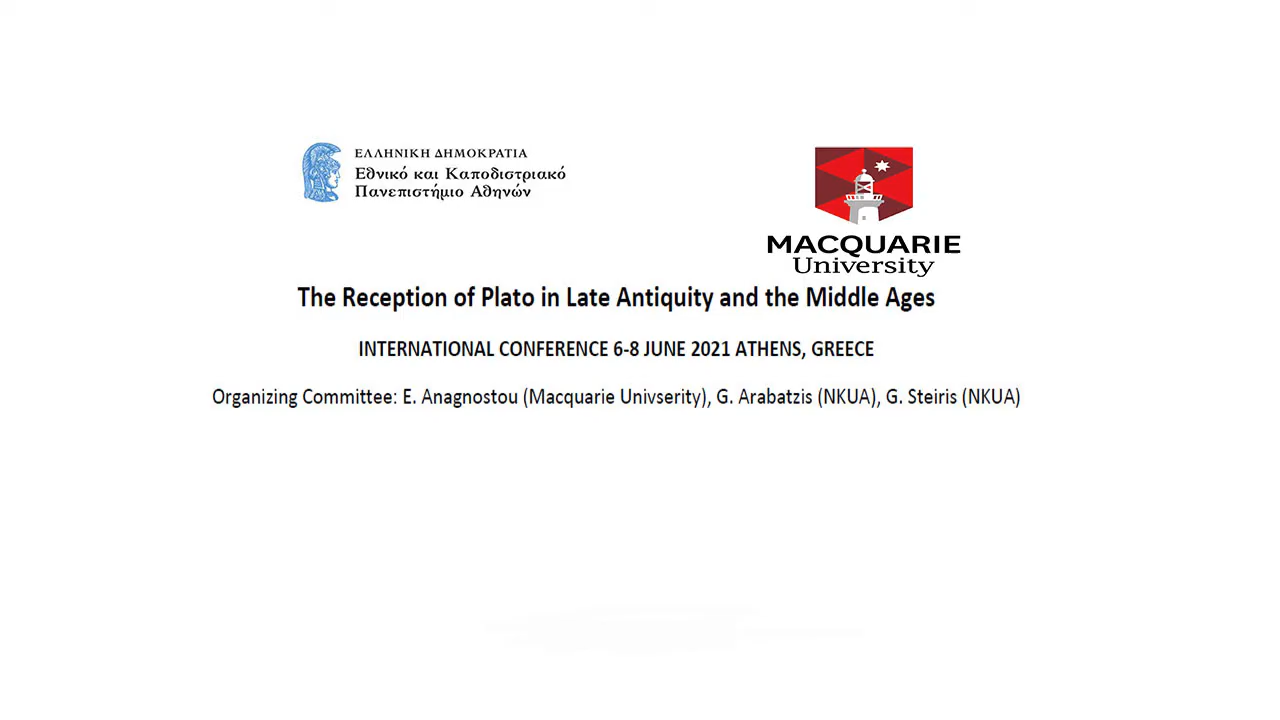 ΕΛΛΗΝΙΚΗ ΔΗΜΟΚΡΑΤΙΑ
Εθνικό και Καποδιστριακό
Πανεπιστήμιο Αθηνών
MACQUARIE
University
The Reception of Plato in Late Antiquity and the Middle Ages
INTERNATIONAL CONFERENCE 6-8 JUNE 2021 ATHENS, GREECE
Organizing Committee: E. Anagnostou (Macquarie Univserity), G. Arabatzis (NKUA), G. Steiris (NKUA)